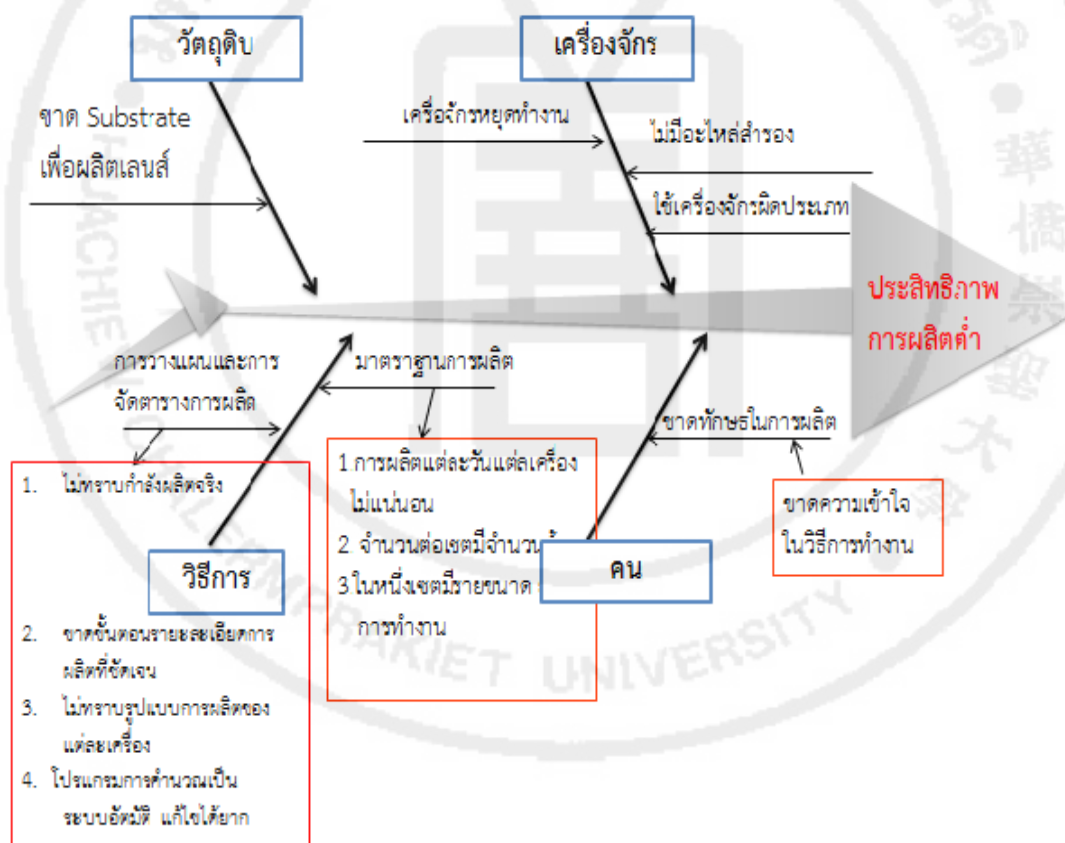 วัตถุดิบ
เครื่องจักร
ขาด Substrate
เพื่อผลิตเลนส์
เครื่อจักรหยุดทำงาน
ไม่มีอะไหล่สำรอง
ใช้เครื่องจักรผิดประเภท
ประสิทธิภาพ
การผลิตต่ำ
การวางแผนและการ
จัดตารางการผลิต
มาตราฐานการผลิต
ขาดทักษธในการผลิต
1. ไม่ทราบกำลังผลิตจริง
วิธีการ
2. ขาดขั้นตอนรายะละเอียดการ
ผลิตที่ชัดเจน
3. ไม่ทราบรูปแบบการผลิตของ
แต่ละเครื่อง
4. โปรแกรมการคำนวณเป็น
ระบบอัตมัติ แก้ไขได้ยาก
1.การผลิตแต่ละวันแต่ลเครื่อง
ไม่แน่นอน
2. จำนวนต่อเซตมีจำนวน
3.ในหนึ่งเซตมีรายขนาด
การทำงาน
คน
ขาดความเข้าใจ
ในวิธีการทำงาน
HUACHIEW CHALERMPRAKIET UNIVERSITY
華僑崇聖大學